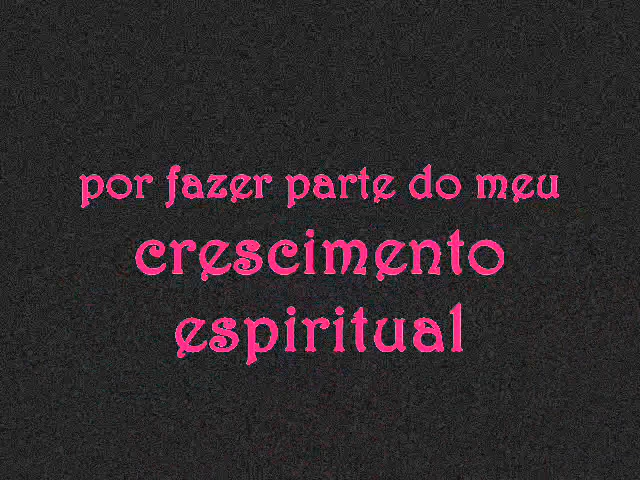 por fazer parte do meu
crescimento
espiritual